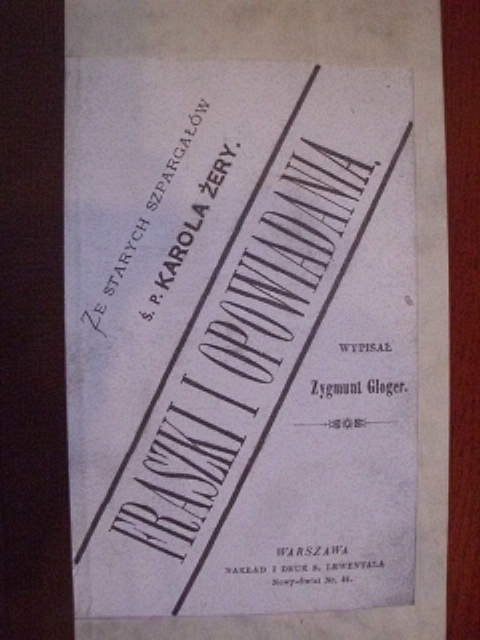 ZE STARYCH SZPARGAŁÓW
Ś. P. KAROLA ŻERY.
FRASZKI I OPOWIADANIA,
WYPISAŁ
Zygmunt Gloger.
WARSZAWA
NAKŁAD I DRUK S. LEWENTALA
Nowy-Świat Nr. 41.